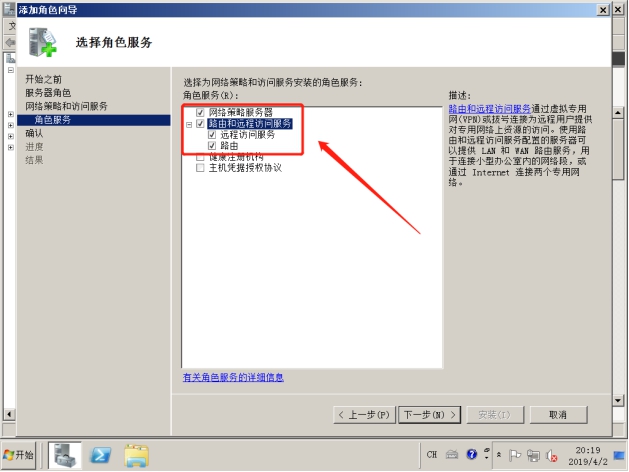 添加角色向导
选择角色服务
开始之前
服务器角色
网络策略和访问服务
角色服务
确认
进度
结果
选择为网络策略和访问服务安装的角色服务:
角色服务(R):
网络策略服务器
路由和远程访问服务
远程访问服务
路由
健康注册机构
主机凭据授权协议
有关角色服务的详细信息
描述:
路由和远程访问服务通过虚拟专用
网(VPN)或拨号连接为远程用户提供
对专用网络上资源的访问。使用路
由和远程访问服务配置的服务器可
以提供 LAN 和 WAN 路由服务，用
于连接小型办公室内的网络段，或
通过 Internet 连接两个专用网
络。
< 上一步(P)
下一步(N) >
安装(I)
取消
开始
CH
20:19
2019/4/2